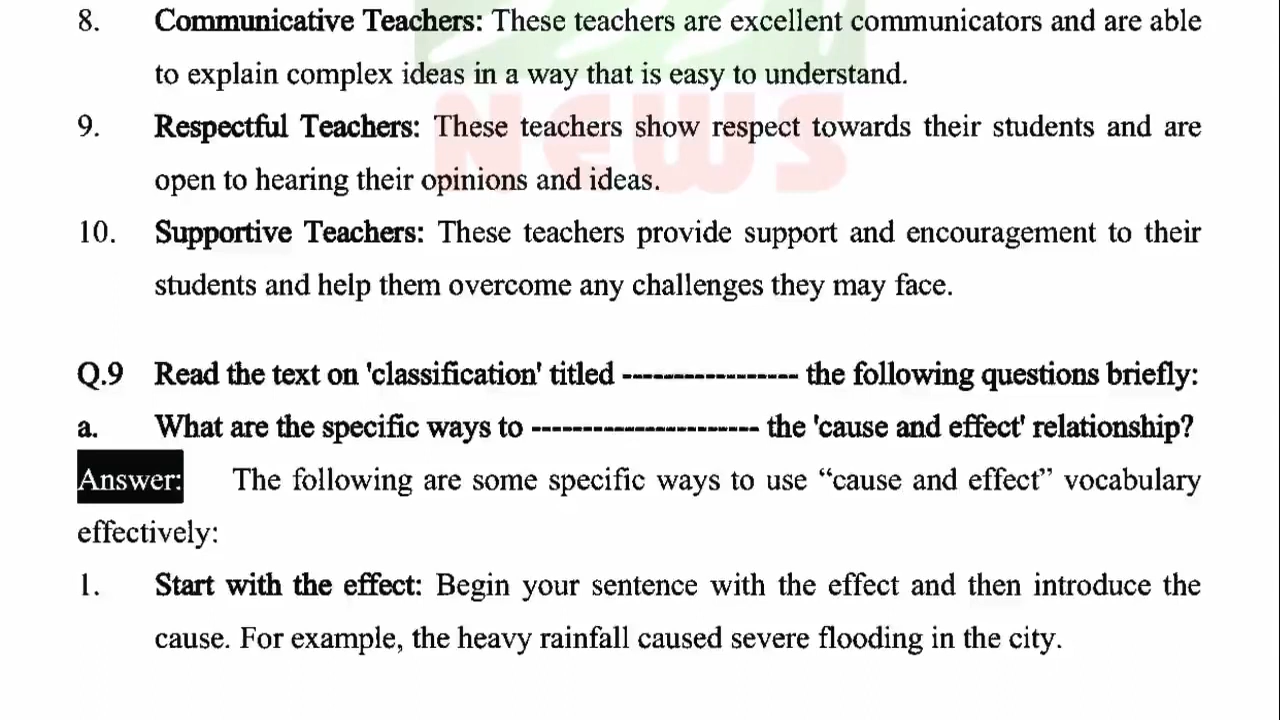 8. Communicative Teachers: These teachers are excellent communicators and are able
to explain complex ideas in a way that is easy to understand.
NEWS
9. Respectful Teachers: These teachers show respect towards their students and are
open to hearing their opinions and ideas.
10. Supportive Teachers: These teachers provide support and encouragement to their
students and help them overcome any challenges they may face.
Q.9 Read the text on 'classification' titled ----------------- the following questions briefly:
a. What are the specific ways to ---------------------- the 'cause and effect' relationship?
Answer: The following are some specific ways to use “cause and effect” vocabulary
effectively:
1. Start with the effect: Begin your sentence with the effect and then introduce the
cause. For example, the heavy rainfall caused severe flooding in the city.